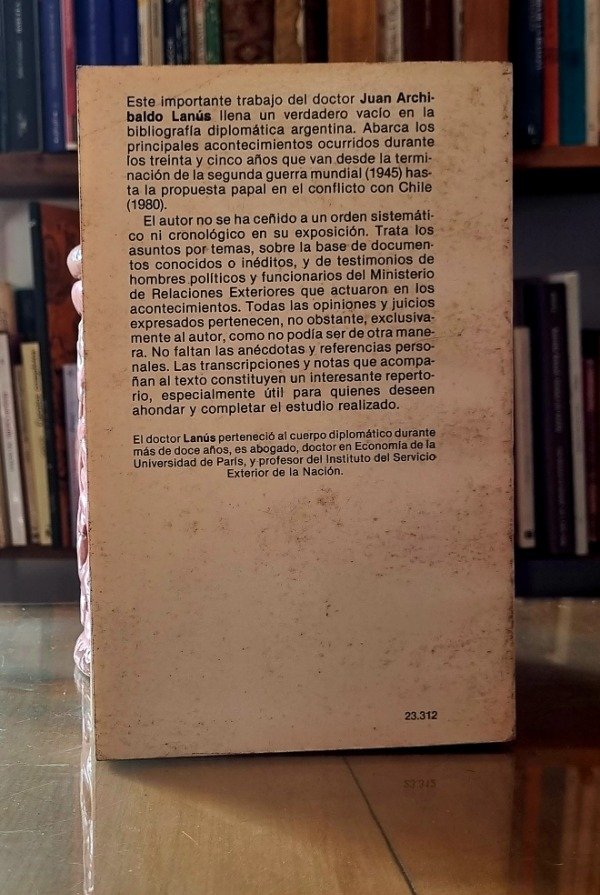 Este importante trabajo del doctor Juan Archi-
baldo Lanús llena un verdadero vacío en la
bibliografía diplomática argentina. Abarca los
principales acontecimientos ocurridos durante
los treinta y cinco años que van desde la termi-
nación de la segunda guerra mundial (1945) has-
ta la propuesta papal en el conflicto con Chile
(1980).
El autor no se ha ceñido a un orden sistemáti-
co ni cronológico en su exposición. Trata los
asuntos por temas, sobre la base de documen-
tos conocidos o inéditos, y de testimonios de
hombres políticos y funcionarios del Ministerio
de Relaciones Exteriores que actuaron en los
acontecimientos. Todas las opiniones y juicios
expresados pertenecen, no obstante, exclusiva-
mente al autor, como no podía ser de otra mane-
ra. No faltan las anécdotas y referencias perso-
nales. Las transcripciones y notas que acompa-
ñan al texto constituyen un interesante reperto-
rio, especialmente útil para quienes deseen
ahondar y completar el estudio realizado.
El doctor Lanús perteneció al cuerpo diplomático durante
más de doce años, es abogado, doctor en Economía de la
Universidad de París, y profesor del Instituto del Servicio
Exterior de la Nación.
23.312